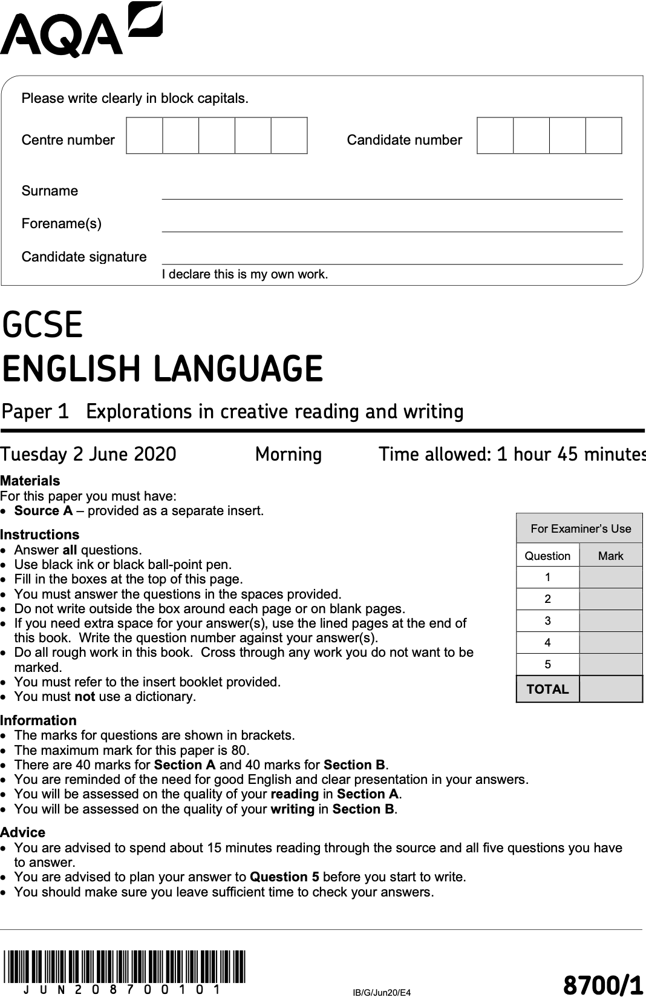 AQA
Please write clearly in block capitals.
Centre number
Candidate number
Surname
Forename(s)
Candidate signature
I declare this is my own work.
GCSE
ENGLISH LANGUAGE
Paper 1 Explorations in creative reading and writing
Tuesday 2 June 2020 Morning Time allowed: 1 hour 45 minutes
Materials
For this paper you must have:
• Source A – provided as a separate insert.
Instructions
• Answer all questions.
• Use black ink or black ball-point pen.
• Fill in the boxes at the top of this page.
• You must answer the questions in the spaces provided.
• Do not write outside the box around each page or on blank pages.
• If you need extra space for your answer(s), use the lined pages at the end of
this book. Write the question number against your answer(s).
• Do all rough work in this book. Cross through any work you do not want to be
marked.
• You must refer to the insert booklet provided.
• You must not use a dictionary.
For Examiner's Use
Question Mark
1
2
3
4
5
TOTAL
Information
• The marks for questions are shown in brackets.
• The maximum mark for this paper is 80.
• There are 40 marks for Section A and 40 marks for Section B.
• You are reminded of the need for good English and clear presentation in your answers.
• You will be assessed on the quality of your reading in Section A.
• You will be assessed on the quality of your writing in Section B.
Advice
• You are advised to spend about 15 minutes reading through the source and all five questions you have
to answer.
• You are advised to plan your answer to Question 5 before you start to write.
• You should make sure you leave sufficient time to check your answers.
JUN208700101
IB/G/Jun20/E4
8700/1